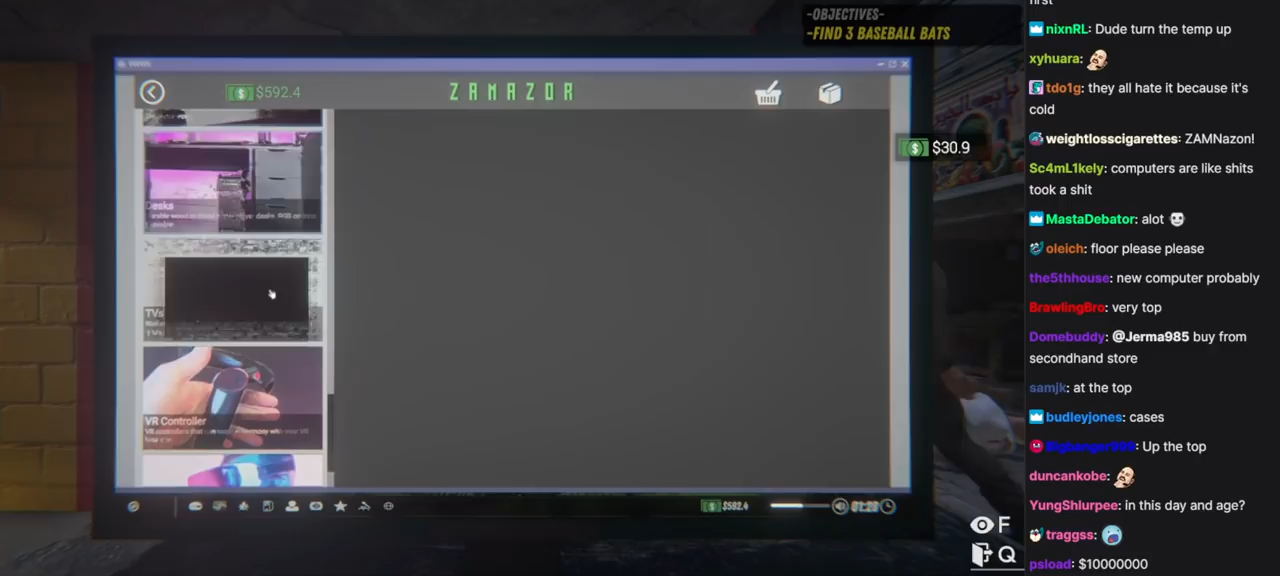 -OBJECTIVES-
-FIND 3 BASEBALL BATS
$592.4
ZAMAZOR
$30.9
Desks
TVs
VR Controller
$592.4
F
Q
first
nixnRL: Dude turn the temp up
xyhuara:
tdo1g: they all hate it because it's
cold
weightlosscigarettes: ZAMNazon!
Sc4mL1kely: computers are like shits
took a shit
MastaDebator: alot
oleich: floor please please
the5thhouse: new computer probably
BrawlingBro: very top
Domebuddy: @Jerma985 buy from
secondhand store
samjk: at the top
budleyjones: cases
Bigbanger999: Up the top
duncankobe:
YungShlurpee: in this day and age?
traggss:
psload: $10000000